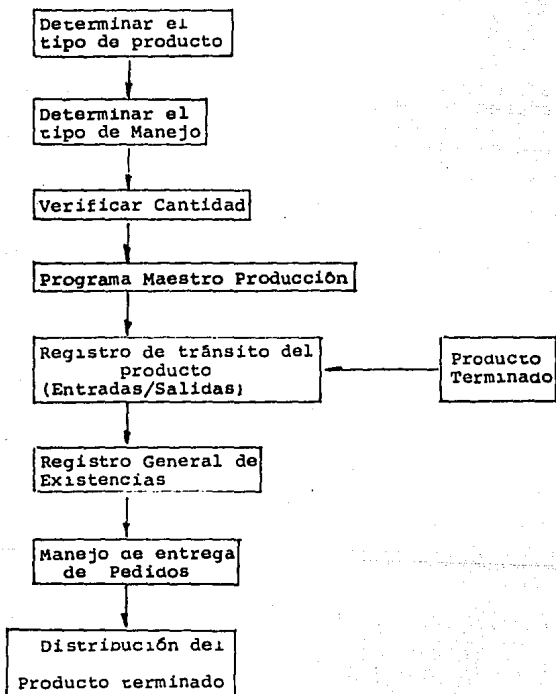 Determinar el
tipo de producto
Determinar el
tipo de Manejo
Verificar Cantidad
Programa Maestro Producción
Registro de tránsito del
producto
(Entradas/Salidas)
Producto
Terminado
Registro General de
Existencias
Manejo de entrega
de Pedidos
Distribución del
Producto terminado